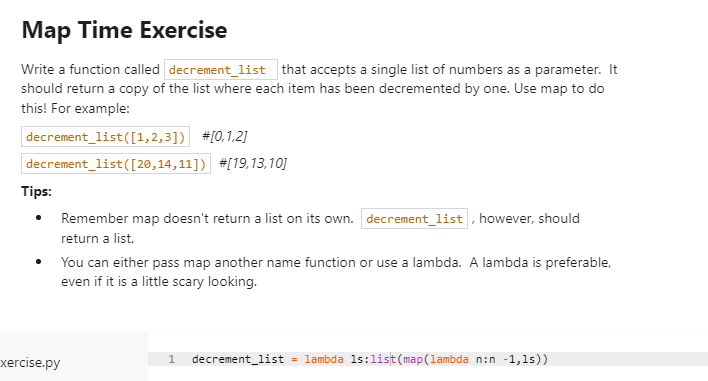 Map Time Exercise
Write a function called decrement_list that accepts a single list of numbers as a parameter. It
should return a copy of the list where each item has been decremented by one. Use map to do
this! For example:
decrement_list([1,2,3]) #[0,1,2]
decrement_list([20,14,11]) #[19,13,10]
Tips:
• Remember map doesn't return a list on its own. decrement_list , however, should
return a list.
• You can either pass map another name function or use a lambda. A lambda is preferable,
even if it is a little scary looking.
xercise.py
1 decrement_list = lambda ls:list(map(lambda n:n -1,ls))